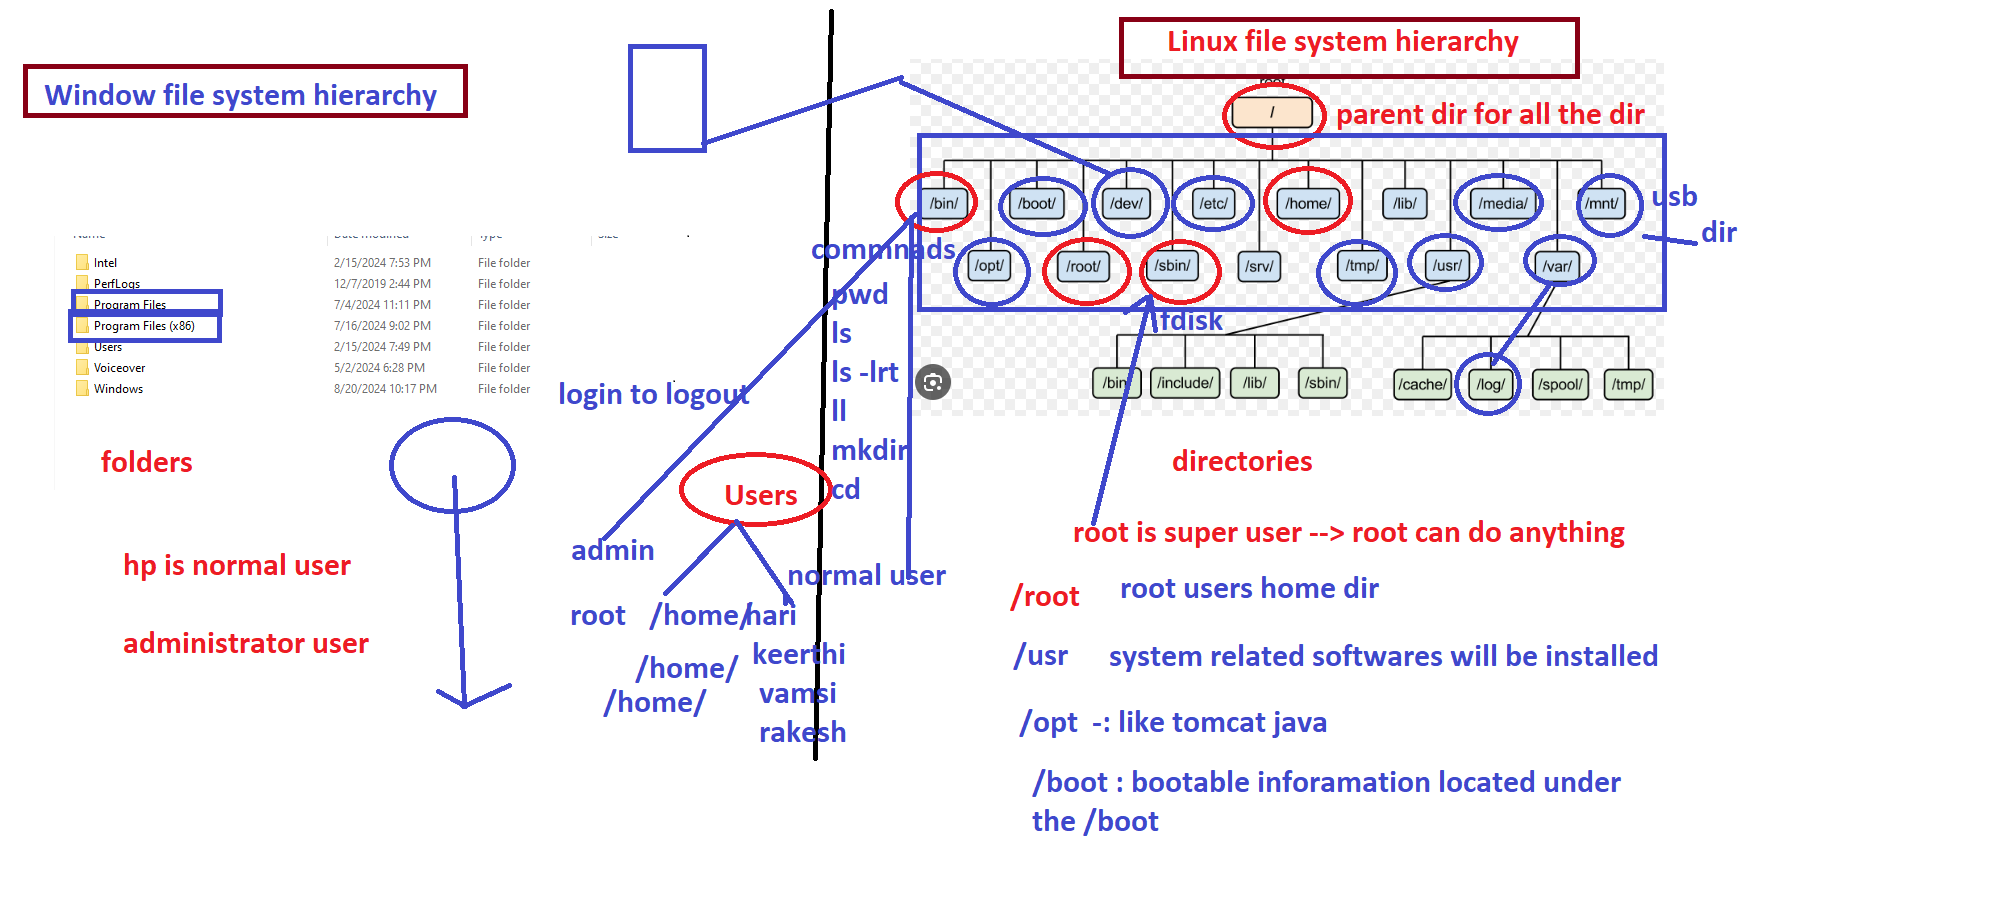 Linux file system hierarchy
Window file system hierarchy
/
parent dir for all the dir
/bin/ /boot/ /dev/ /etc/ /home/ /lib/ /media/ /mnt/
usb
dir
/opt/ /root/ /sbin/ /srv/ /tmp/ /usr/ /var/
fdisk
/bin/ /include/ /lib/ /sbin/
/cache/ /log/ /spool/ /tmp/
Name Date modified Type Size
Intel 2/15/2024 7:53 PM File folder
PerfLogs 12/7/2019 2:44 PM File folder
Program Files 7/4/2024 11:11 PM File folder
Program Files (x86) 7/16/2024 9:02 PM File folder
Users 2/15/2024 7:49 PM File folder
Voiceover 5/2/2024 6:28 PM File folder
Windows 8/20/2024 10:17 PM File folder
folders
hp is normal user
administrator user
login to logout
commnads
pwd
ls
ls -lrt
ll
mkdir
cd
Users
admin
normal user
root /home/hari
/home/ keerthi
/home/ vamsi
rakesh
directories
root is super user --> root can do anything
/root root users home dir
/usr system related softwares will be installed
/opt -: like tomcat java
/boot : bootable inforamation located under
the /boot